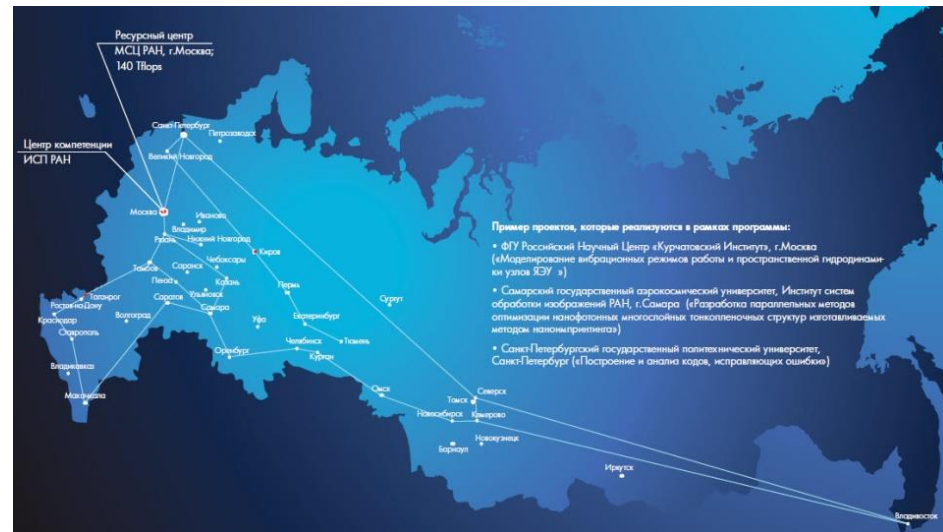 Ресурсный центр
МСЦ РАН, г.Москва;
140 Tflops
Центр компетенции
ИСП РАН
Санкт-Петербург
Петрозаводск
Великий Новгород
Москва
Иваново
Владимир
Рязань
Нижний Новгород
Киров
Чебоксары
Тамбов
Саранск
Казань
Пенза
Ульяновск
Пермь
Сургут
Таганрог
Ростов-на-Дону
Саратов
Самара
Краснодар
Волгоград
Уфа
Екатеринбург
Ставрополь
Тюмень
Челябинск
Курган
Оренбург
Владикавказ
Махачкала
Омск
Северск
Томск
Новосибирск
Кемерово
Барнаул
Новокузнецк
Иркутск
Владивосток
Пример проектов, которые реализуются в рамках программы:
• ФГУ Российский Научный Центр «Курчатовский Институт», г.Москва
(«Моделирование вибрационных режимов работы и пространственной гидродинами-
ки узлов ЯЭУ »)
• Самарский государственный аэрокосмический университет, Институт систем
обработки изображений РАН, г.Самара («Разработка параллельных методов
оптимизации нанофотонных многослойных тонкопленочных структур изготавливаемых
методом наноимпринтинга»)
• Санкт-Петербургский государственный политехнический университет,
Санкт-Петербург («Построение и анализ кодов, исправляющих ошибки»)